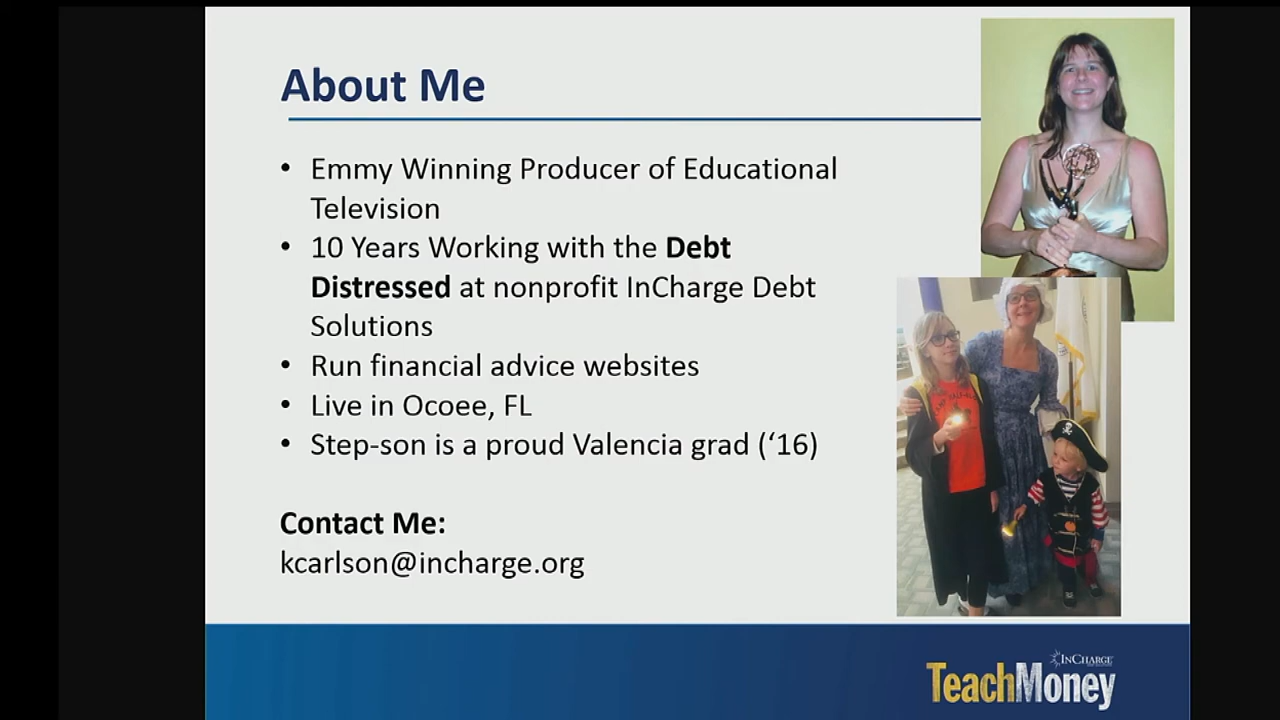 About Me
• Emmy Winning Producer of Educational
Television
• 10 Years Working with the Debt
Distressed at nonprofit InCharge Debt
Solutions
• Run financial advice websites
• Live in Ocoee, FL
• Step-son is a proud Valencia grad (‘16)
Contact Me:
kcarlson@incharge.org
INCHARGE
TeachMoney